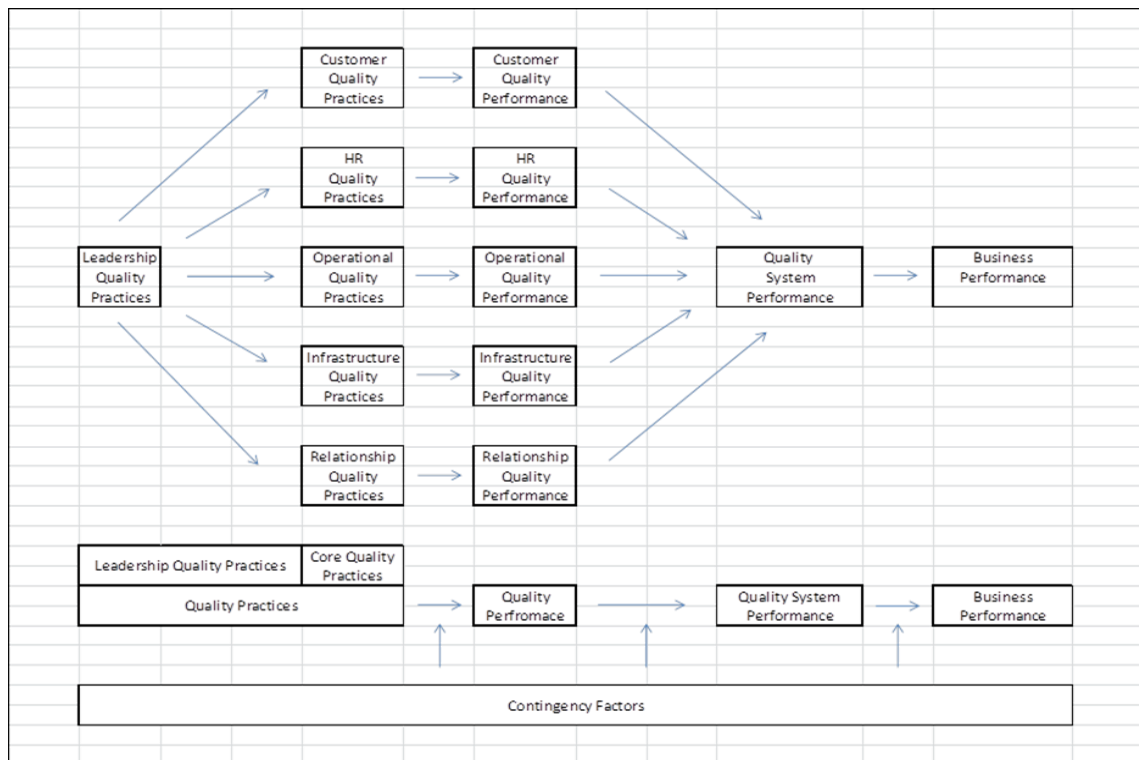 Customer
Quality
Practices
Customer
Quality
Performance
HR
Quality
Practices
HR
Quality
Performance
Leadership
Quality
Practices
Operational
Quality
Practices
Operational
Quality
Performance
Quality
System
Performance
Business
Performance
Infrastructure
Quality
Practices
Infrastructure
Quality
Performance
Relationship
Quality
Practices
Relationship
Quality
Performance
Leadership Quality Practices
Core Quality
Practices
Quality Practices
Quality
Perfromace
Quality System
Performance
Business
Performance
Contingency Factors